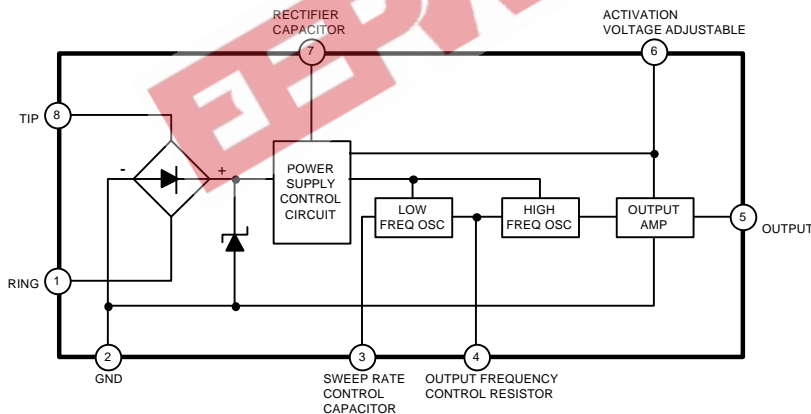 RECTIFIER
CAPACITOR
ACTIVATION
VOLTAGE ADJUSTABLE
7
6
8
TIP
-
+
POWER
SUPPLY
CONTROL
CIRCUIT
LOW
FREQ OSC
HIGH
FREQ OSC
OUTPUT
AMP
5
OUTPUT
RING
1
2
3
4
GND
SWEEP RATE
CONTROL
CAPACITOR
OUTPUT FREQUENCY
CONTROL RESISTOR